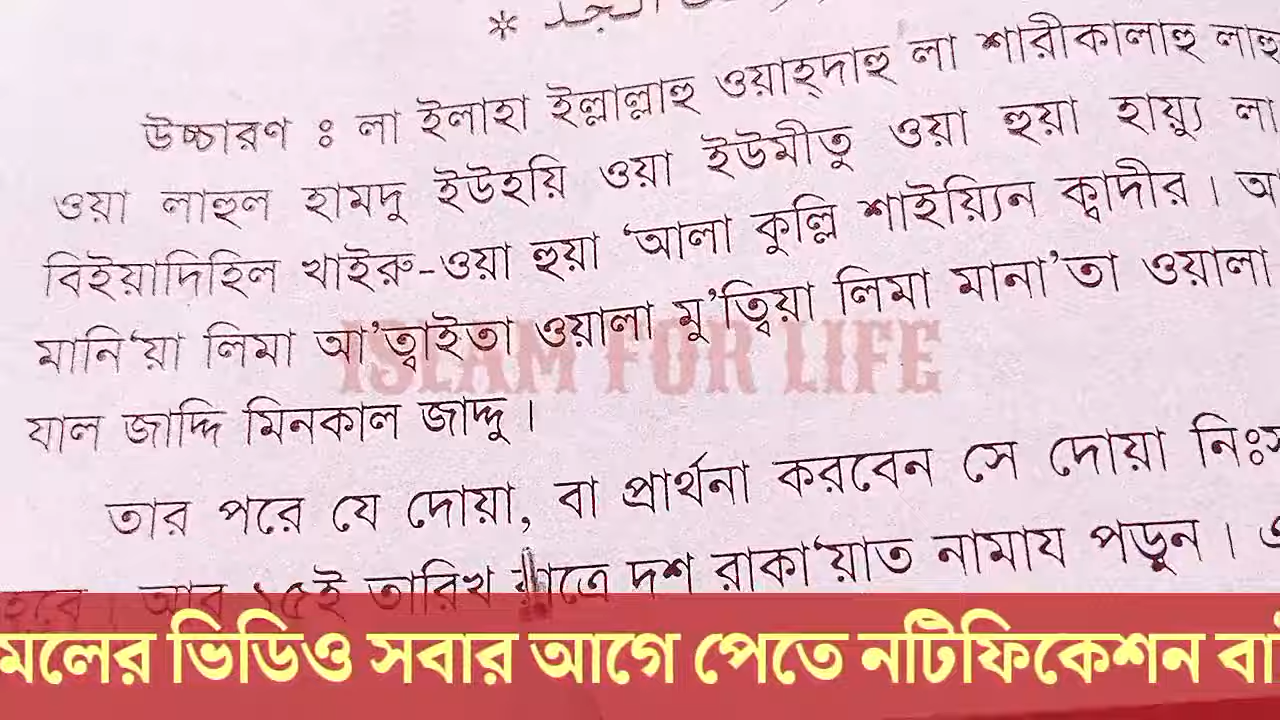 উচ্চারণ ঃ লা ইলাহা ইল্লাল্লাহু ওয়াহ্‌দাহু লা শারীকালাহু লাহু
ওয়া লাহুল হামদু ইউহয়ি ওয়া ইউমীতু ওয়া হুয়া হায়্যু লা
বিইয়াদিহিল খাইরু-ওয়া হুয়া ‘আলা কুল্লি শাইয়্যিন ক্বাদীর ।
মানি‘য়া লিমা আ’ত্বাইতা ওয়ালা মু’ত্বিয়া লিমা মানা’তা ওয়ালা
ISLAM FOR LIFE
যাল জাদ্দি মিনকাল জাদ্দু ।
তার পরে যে দোয়া, বা প্রার্থনা করবেন সে দোয়া
আর ১৫ই তারিখ রাত্রে দশ রাকা‘য়াত নামায পড়ুন ।
ভিডিও সবার আগে পেতে নটিফিকেশন